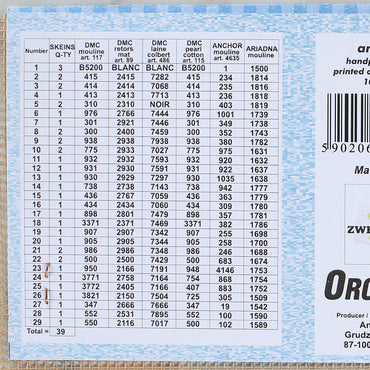 Number SKEINS Q-TY DMC mouline art. 117 DMC retors mat art. 89 DMC laine colbert art. 486 DMC pearl cotton art. 115 ANCHOR mouline art. 4635 ARIADNA mouline
1 3 B5200 BLANC BLANC B5200 1 1500
2 2 415 2415 7282 415 234 1814
3 2 414 2414 7068 414 235 1816
4 1 413 2413 7713 413 236 1818
5 2 310 2310 NOIR 310 403 1819
6 1 976 2766 7444 976 1001 1739
7 1 301 2921 7446 301 349 1738
8 3 300 2400 7459 300 352 1743
9 2 938 2938 7938 938 380 1782
10 2 775 2933 7027 775 975 1631
11 1 932 2932 7593 932 920 1632
12 1 931 2930 7591 931 922 1637
13 1 930 2929 7297 930 1035 1638
14 1 738 2738 7143 738 942 1777
15 1 436 2767 7059 436 363 1779
16 1 434 2434 7060 434 309 1780
17 1 898 2801 7479 898 357 1781
18 1 3371 2371 7469 3371 382 1786
19 1 907 2907 7342 907 255 1698
20 1 905 2905 7344 905 258 1700
21 2 986 2986 7348 986 246 1708
22 2 500 2500 7429 500 683 1674
23 1 950 2166 7191 948 4146 1753
24 1 3771 2758 7164 754 868 1754
25 1 3772 2405 7166 407 883 1752
26 1 3821 2150 7504 725 305 1509
27 1 347 2666 7666 347 19 1542
28 1 552 2531 7895 552 100 1590
29 1 550 2116 7017 500 102 1589
Total = 39
ar
handp
printed o
5 90206
Ma
ZWE
ORC
Producer /
An
Grudz
87-100